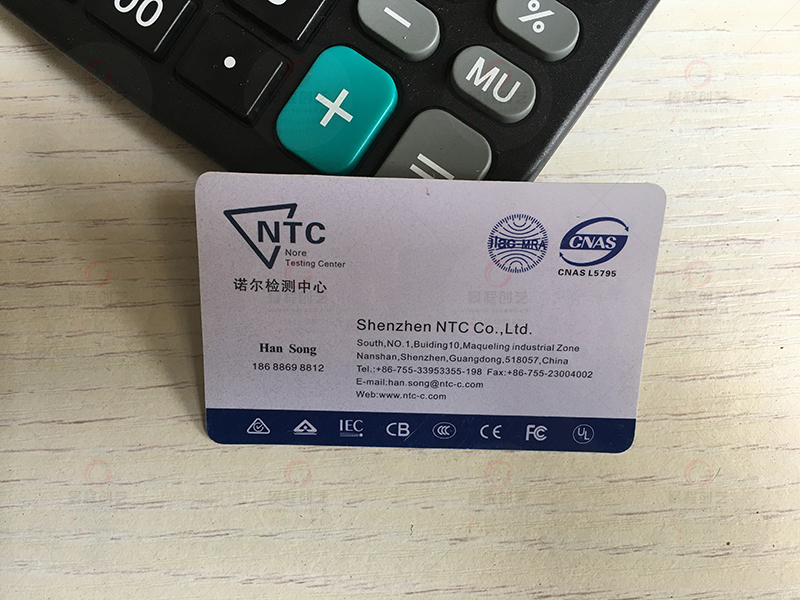 00
%
MU
NTC
Nore
Testing Center
诺尔检测中心
CNAS
CNAS L5795
Shenzhen NTC Co.,Ltd.
South,NO.1,Buiding10,Maqueling industrial Zone
Nanshan,Shenzhen,Guangdong,518057,China
Tel.:+86-755-33953355-198 Fax:+86-755-23004002
E-mail:han.song@ntc-c.com
Web:www.ntc-c.com
Han Song
186 8869 8812
IEC CB CCC CE FC UL